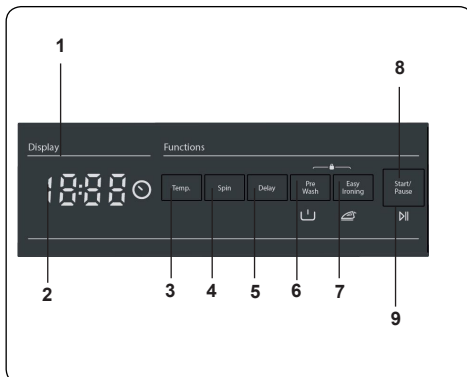 1
8
Display
Functions
18:88
Temp.
Spin
Delay
Pre
Wash
Easy
Ironing
Start/
Pause
2
3
4
5
6
7
9